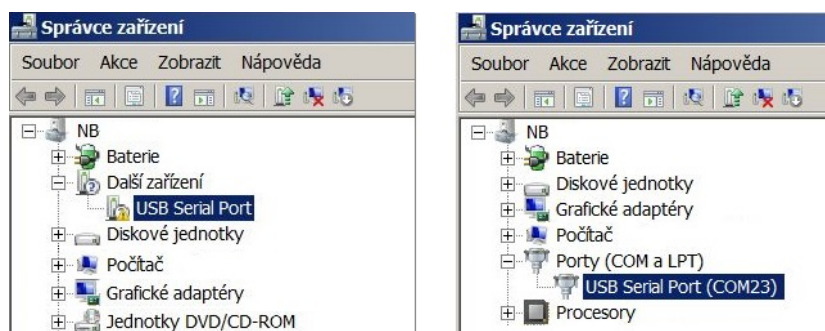 Správce zařízení
Soubor Akce Zobrazit Nápověda
NB
Baterie
Další zařízení
USB Serial Port
Diskové jednotky
Počítač
Grafické adaptéry
Jednotky DVD/CD-ROM
Správce zařízení
Soubor Akce Zobrazit Nápověda
NB
Baterie
Diskové jednotky
Grafické adaptéry
Počítač
Porty (COM a LPT)
USB Serial Port (COM23)
Procesory